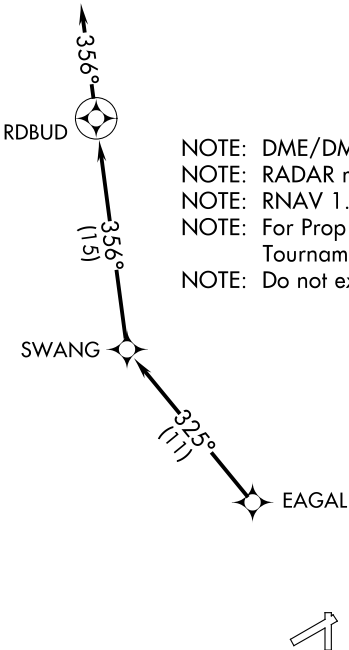 356°
RDBUD
NOTE: DME/DM
NOTE: RADAR
NOTE: RNAV 1.
NOTE: For Prop
Tournam
NOTE: Do not ex
356°
(15)
SWANG
325°
(11)
EAGAL